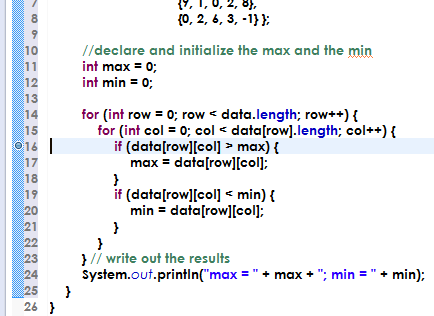 7 {9, 1, 0, 2, 8},
8 {0, 2, 6, 3, -1} };
9
10 //declare and initialize the max and the min
11 int max = 0;
12 int min = 0;
13
14 for (int row = 0; row < data.length; row++) {
15 for (int col = 0; col < data[row].length; col++) {
16 if (data[row][col] > max) {
17 max = data[row][col];
18 }
19 if (data[row][col] < min) {
20 min = data[row][col];
21 }
22 }
23 } // write out the results
24 System.out.println("max = " + max + "; min = " + min);
25 }
26 }